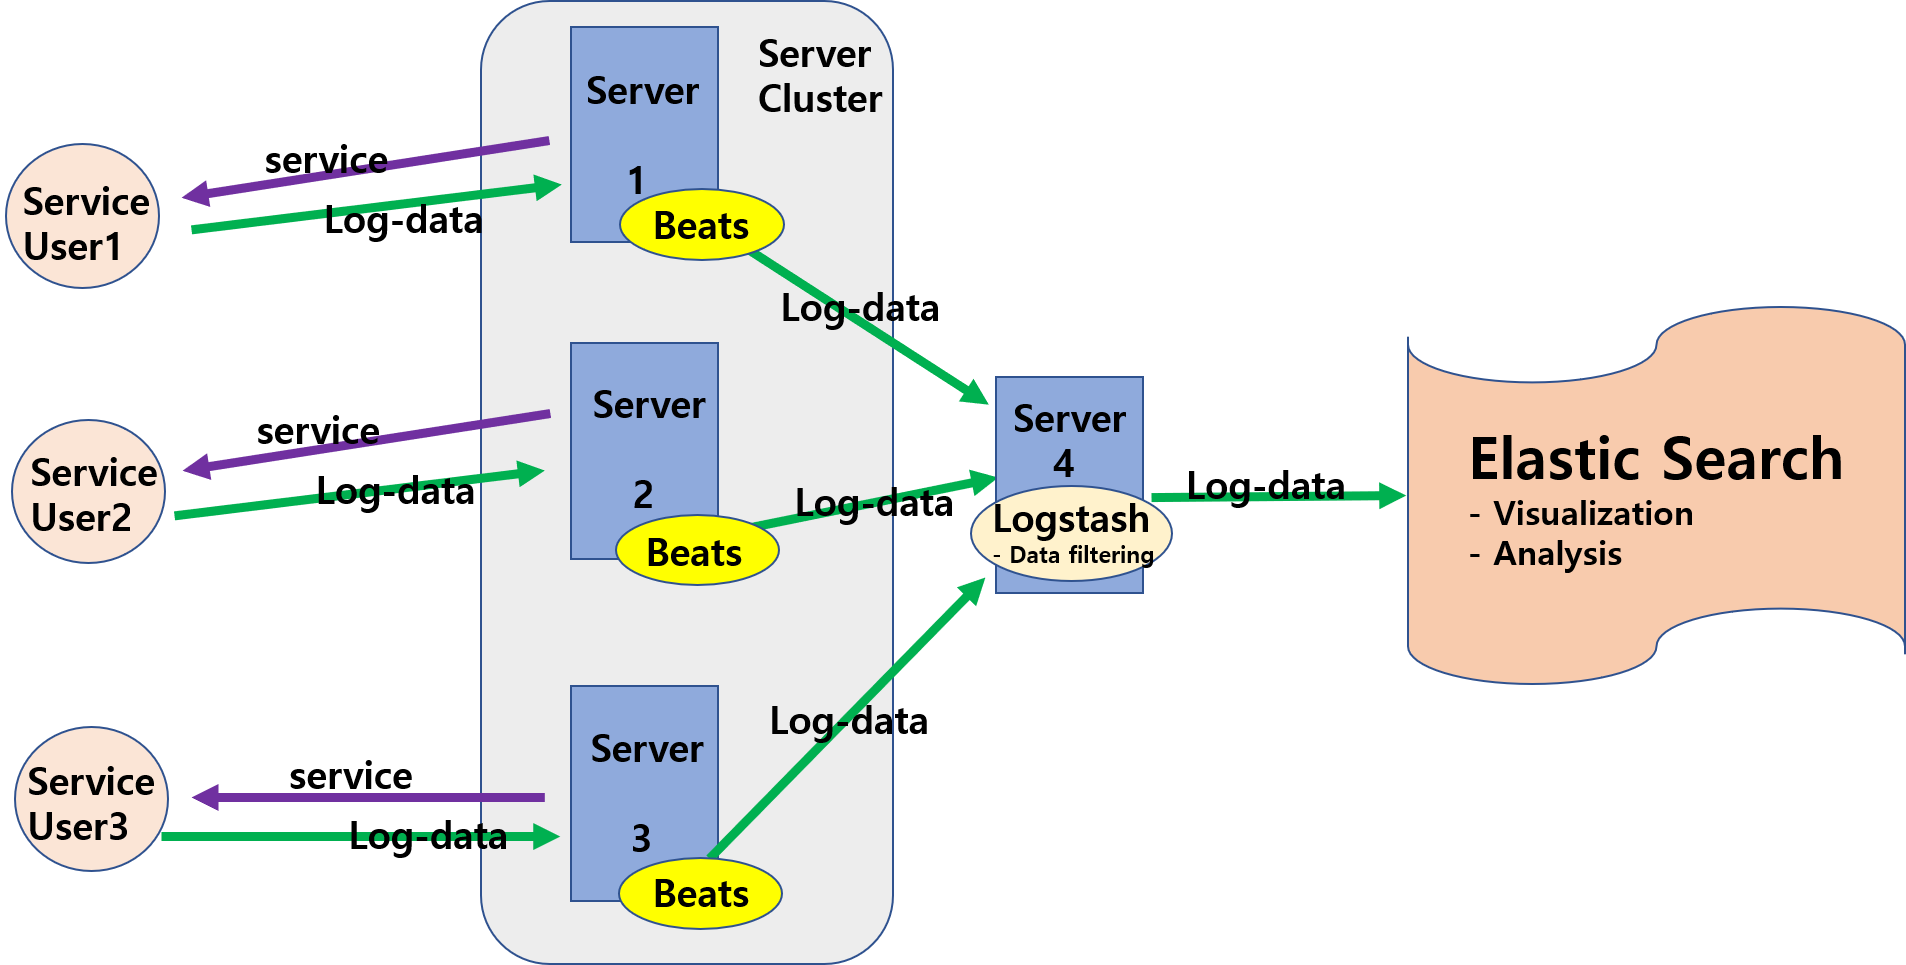 Server
Cluster
Server
1
Beats
service
Log-data
Service
User1
Log-data
Server
2
Beats
service
Log-data
Service
User2
Log-data
Server
4
Logstash
- Data filtering
Log-data
Elastic Search
- Visualization
- Analysis
Server
3
Beats
service
Log-data
Service
User3
Log-data